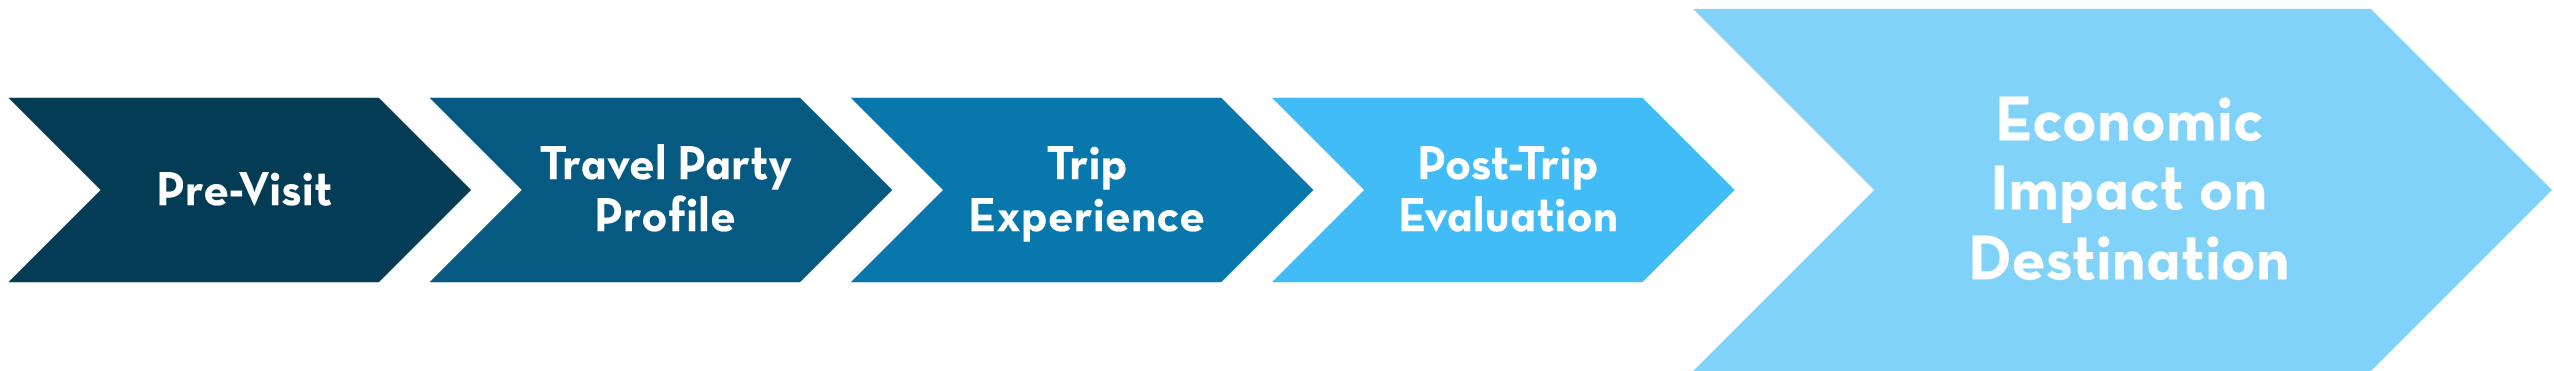 Pre-Visit
Travel Party
Profile
Trip
Experience
Post-Trip
Evaluation
Economic
Impact on
Destination